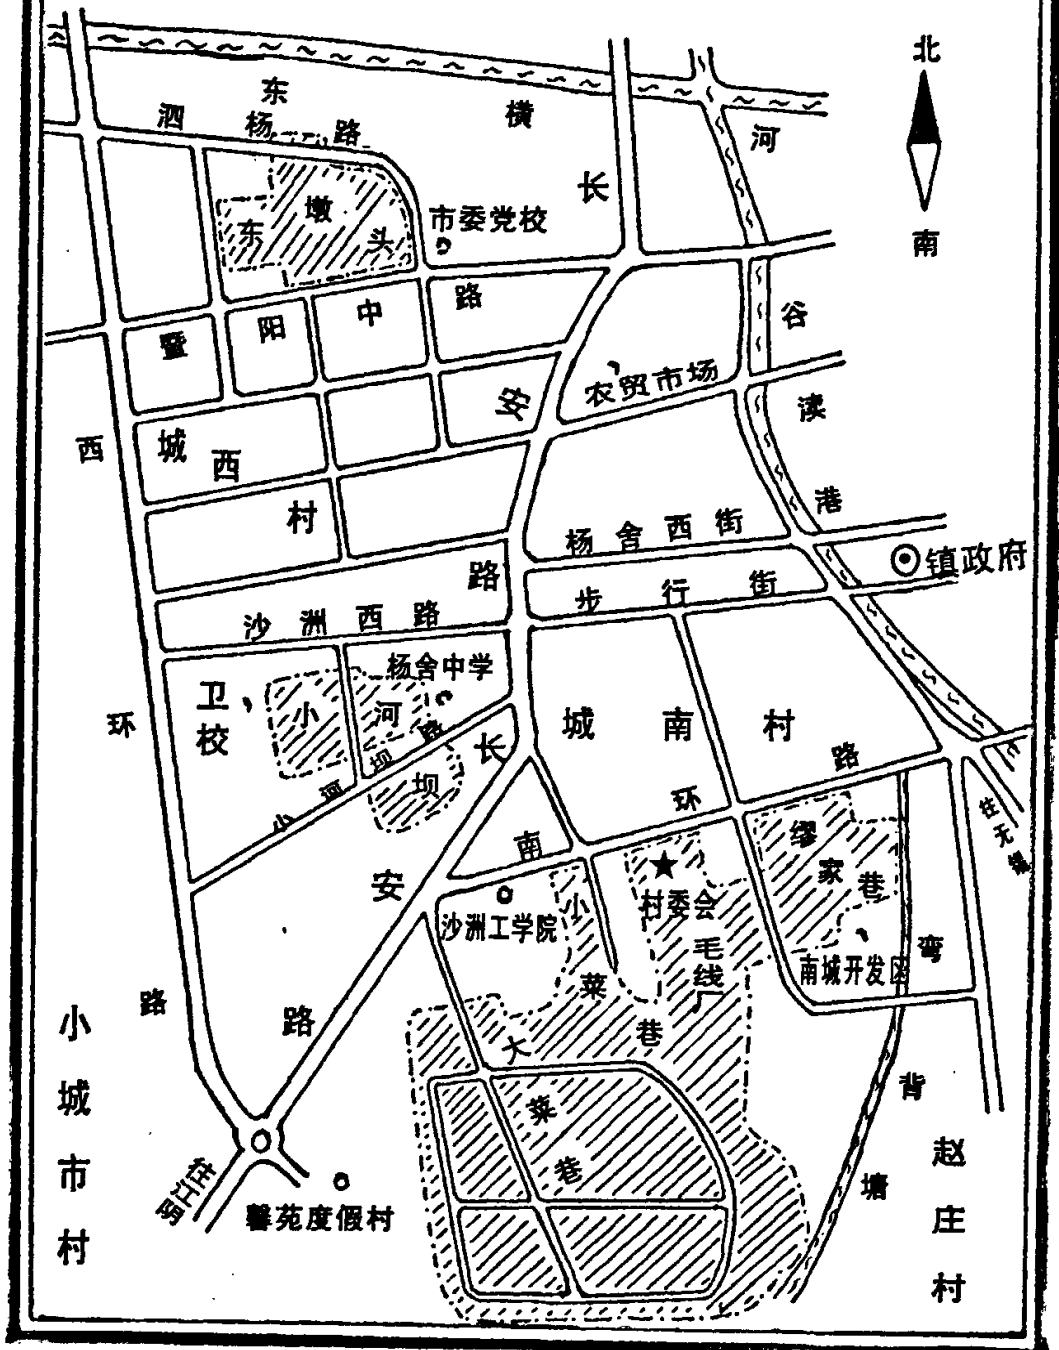 北
南
东横河
泗杨路
东墩头
市委党校
暨阳中路
长安路
农贸市场
谷渎港
西环路
城西村
杨舍西街
镇政府
步行街
沙洲西路
杨舍中学
卫校
小河坝
小河坝路
城南村
南环路
长安路
往无锡
缪家巷
村委会
小菜巷
沙洲工学院
毛线厂
南城开发区
弯背塘
大菜巷
小城市村
往江阴
馨苑度假村
赵庄村